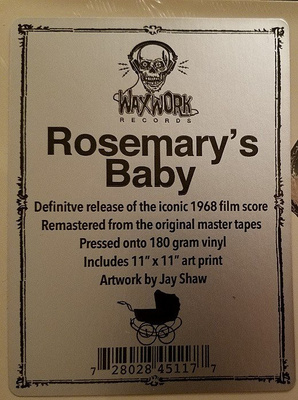 WAXWORK
RECORDS
Rosemary's
Baby
Definitve release of the iconic 1968 film score
Remastered from the original master tapes
Pressed onto 180 gram vinyl
Includes 11" x 11" art print
Artwork by Jay Shaw
7 28028 45117 7